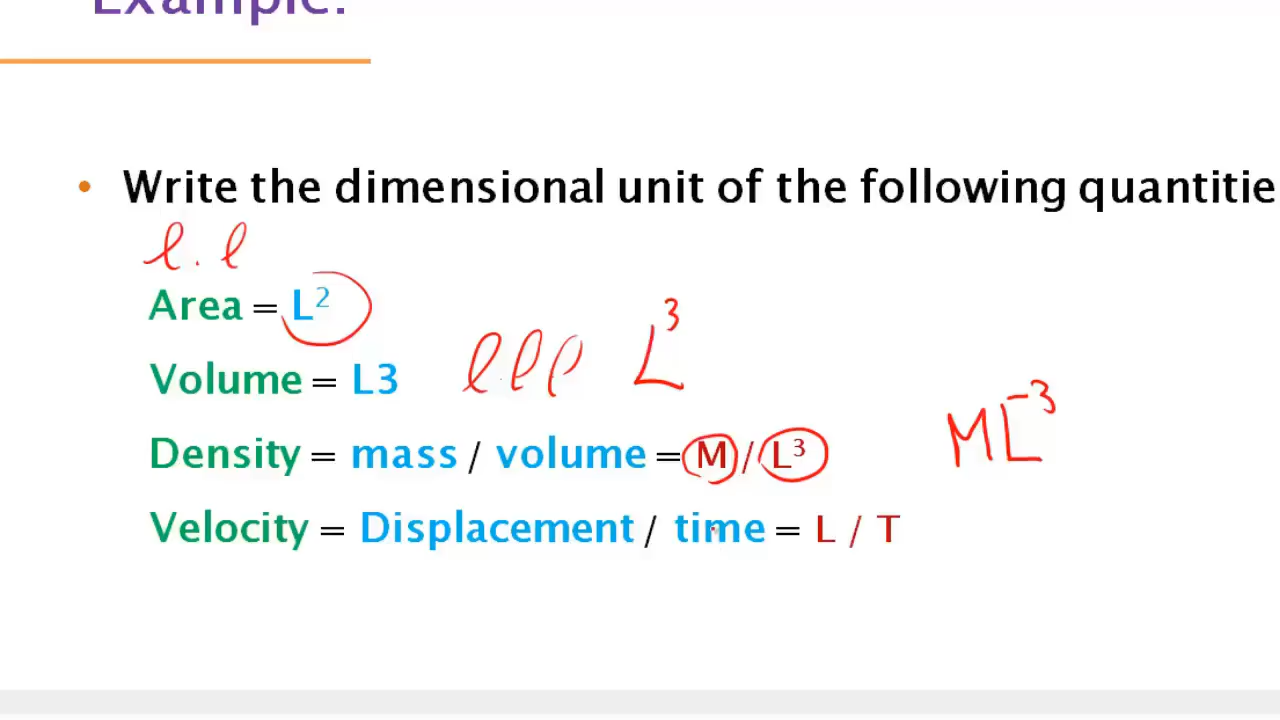 Example:
• Write the dimensional unit of the following quantitie
l . l
Area = L²
Volume = L3 l l l L³
Density = mass / volume = M / L³ ML⁻³
Velocity = Displacement / time = L / T